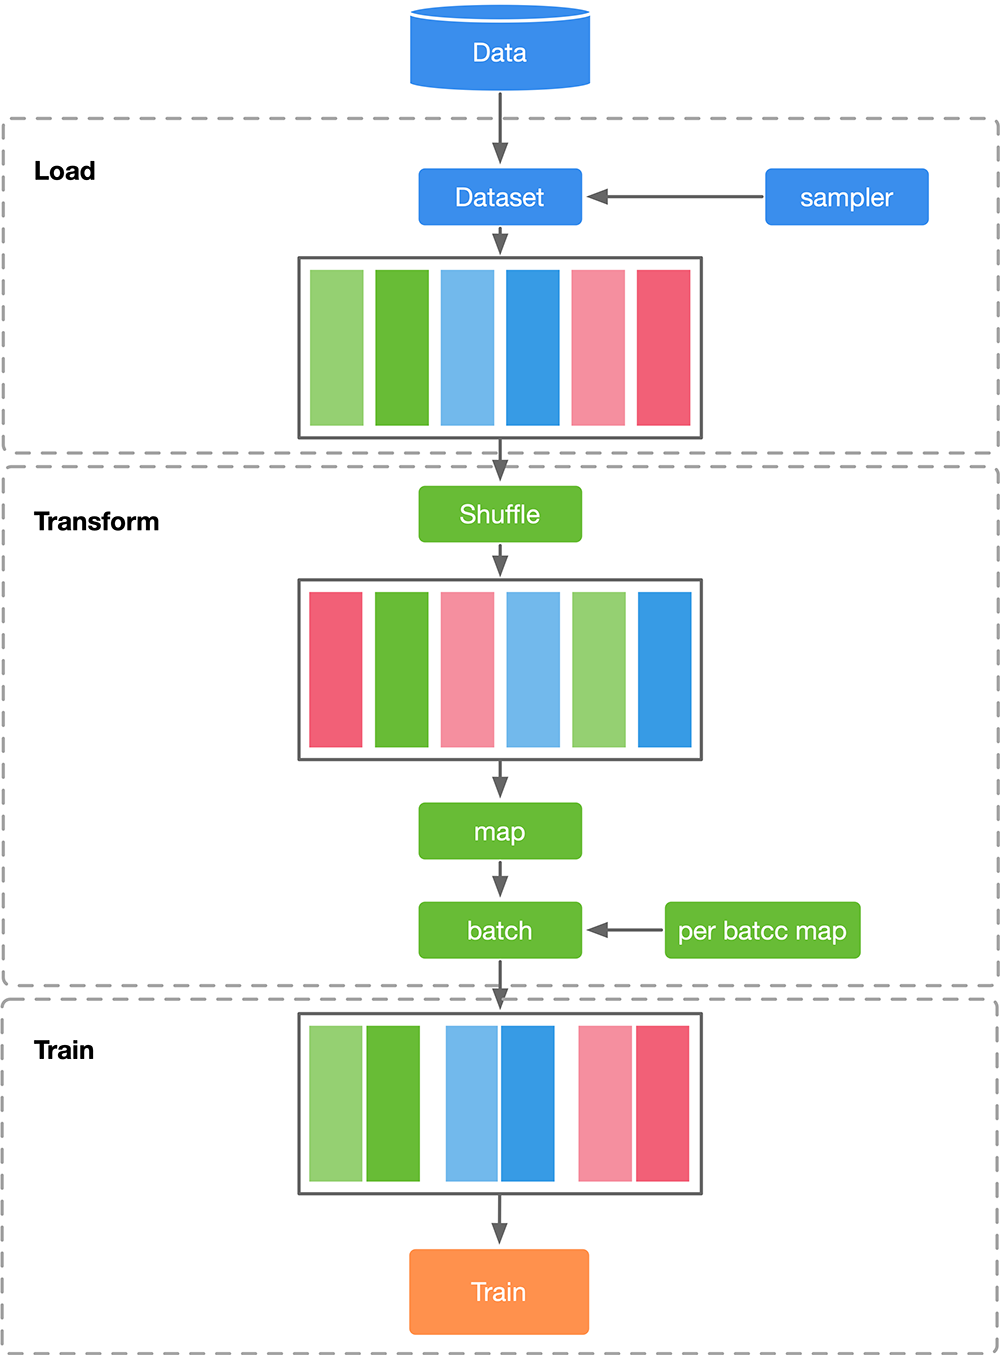 Data
Load
Dataset
sampler
Transform
Shuffle
map
batch
per batcc map
Train
Train